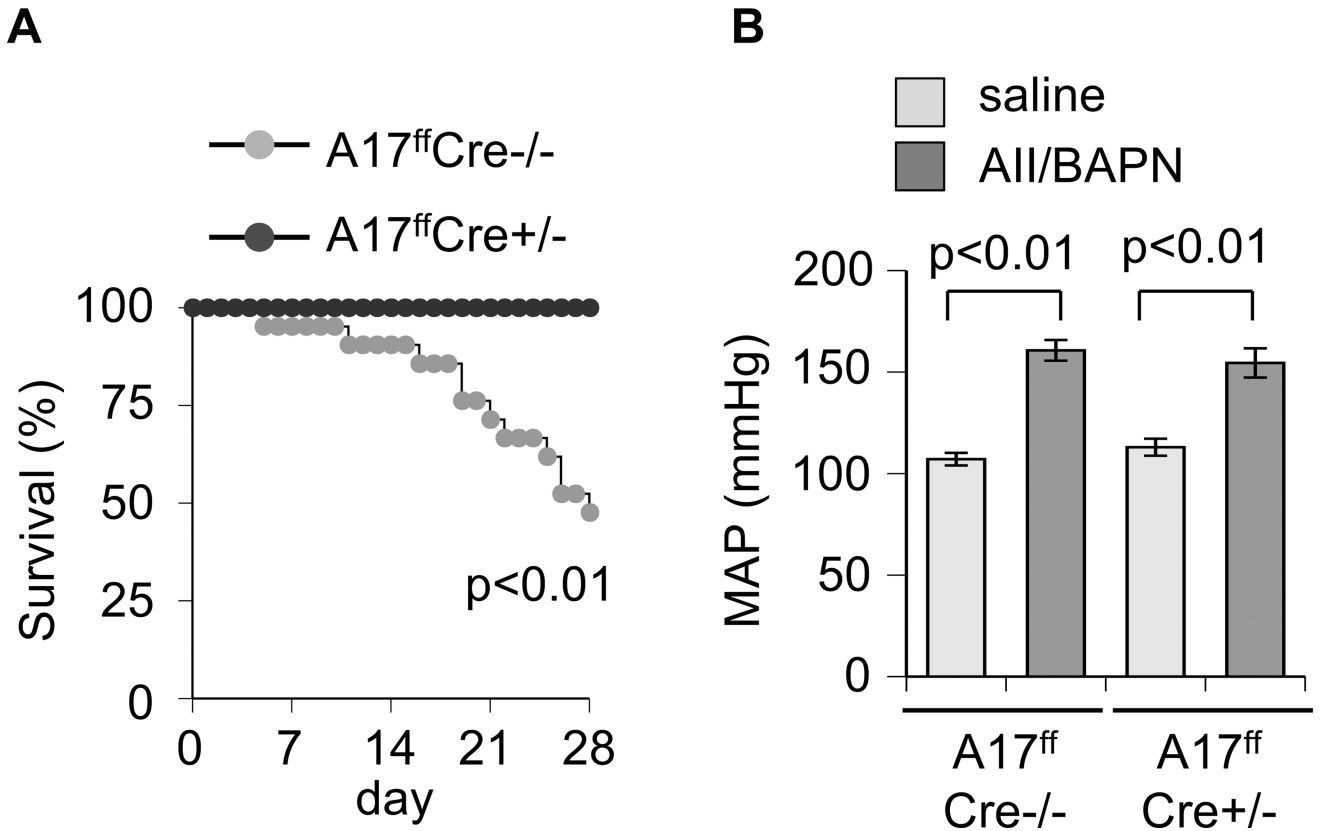 A
A17ffCre-/-
A17ffCre+/-
100
75
50
25
0
Survival (%)
p<0.01
0 7 14 21 28
day
B
saline
AII/BAPN
p<0.01 p<0.01
200
150
100
50
0
MAP (mmHg)
A17ff A17ff
Cre-/- Cre+/-